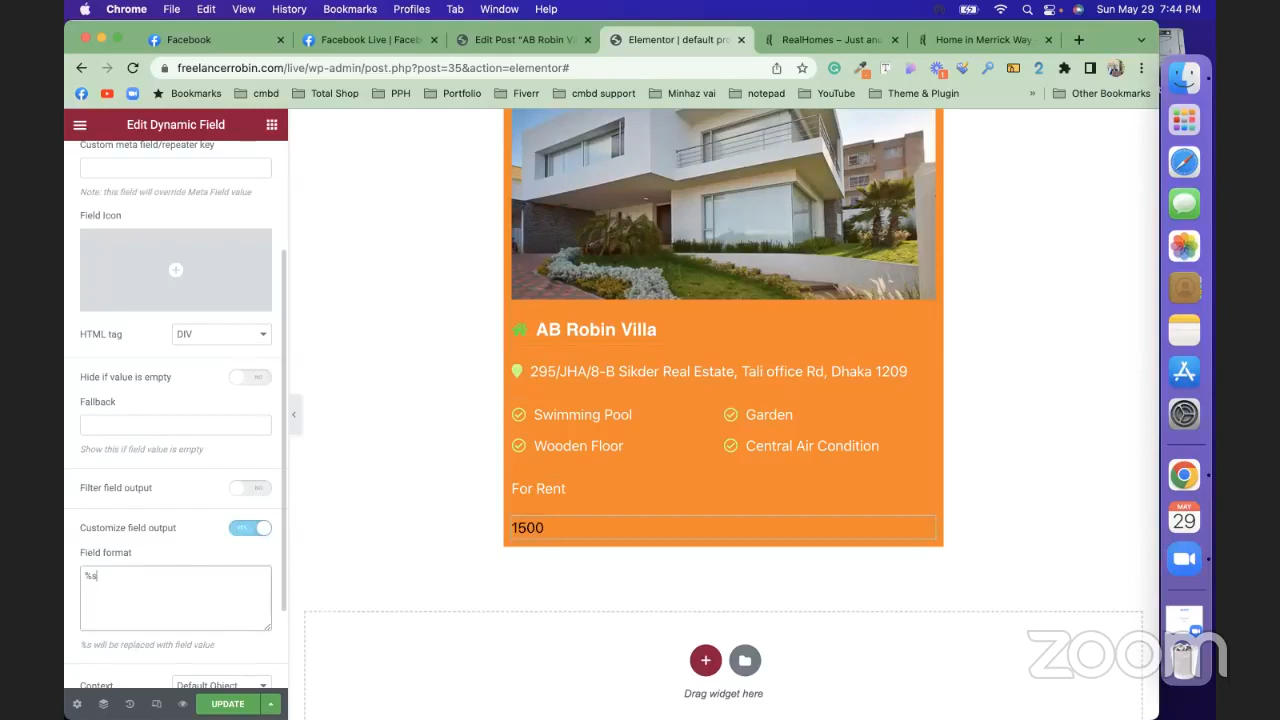 Chrome File Edit View History Bookmarks Profiles Tab Window Help Sun May 29 7:44 PM
Facebook Facebook Live | Faceb Edit Post "AB Robin V Elementor | default pro RealHomes – Just an Home in Merrick Way
freelancerrobin.com/live/wp-admin/post.php?post=35&action=elementor#
Bookmarks cmbd Total Shop PPH Portfolio Fiverr cmbd support Minhaz vai notepad YouTube Theme & Plugin » Other Bookmarks
Edit Dynamic Field
Custom meta field/repeater key
Note: this field will override Meta Field value
Field Icon
HTML tag DIV
Hide if value is empty NO
Fallback
Show this if field value is empty
Filter field output NO
Customize field output YES
Field format
%s
%s will be replaced with field value
Context Default Object
UPDATE
AB Robin Villa
295/JHA/8-B Sikder Real Estate, Tali office Rd, Dhaka 1209
Swimming Pool Garden
Wooden Floor Central Air Condition
For Rent
1500
Drag widget here
MAY
29
zoom